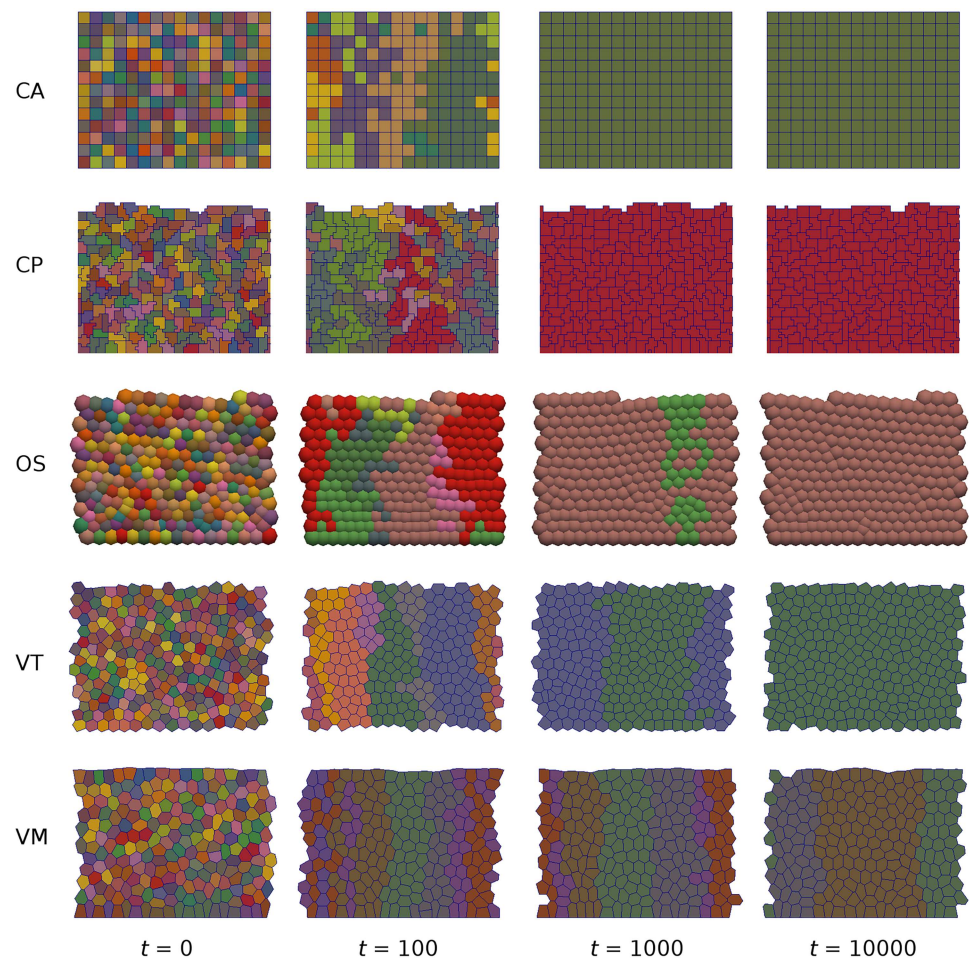 CA
CP
OS
VT
VM
t = 0
t = 100
t = 1000
t = 10000